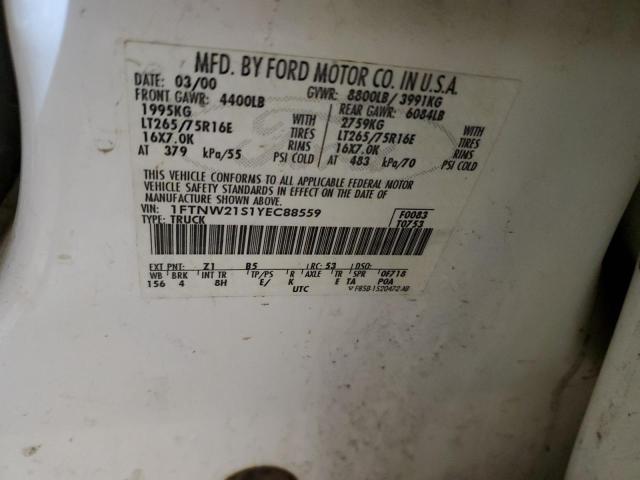 MFD. BY FORD MOTOR CO. IN U.S.A.
DATE: 03/00 GVWR: 8800LB/3991KG
FRONT GAWR: 4400LB REAR GAWR: 6084LB
1995KG WITH 2759KG WITH
LT265/75R16E TIRES LT265/75R16E TIRES
16X7.0K RIMS 16X7.0K RIMS
AT 379 kPa/55 PSI COLD AT 483 kPa/70 PSI COLD
THIS VEHICLE CONFORMS TO ALL APPLICABLE FEDERAL MOTOR
VEHICLE SAFETY STANDARDS IN EFFECT ON THE DATE OF
MANUFACTURE SHOWN ABOVE.
VIN: 1FTNW21S1YEC88559 F0083
TYPE: TRUCK T0753
EXT PNT: Z1 B5 RC: 53 DSO:
WB BRK INT TR TP/PS R AXLE TR SPR 0F718
156 4 8H E/ K E TA P0A
UTC F85B-1520472-AB